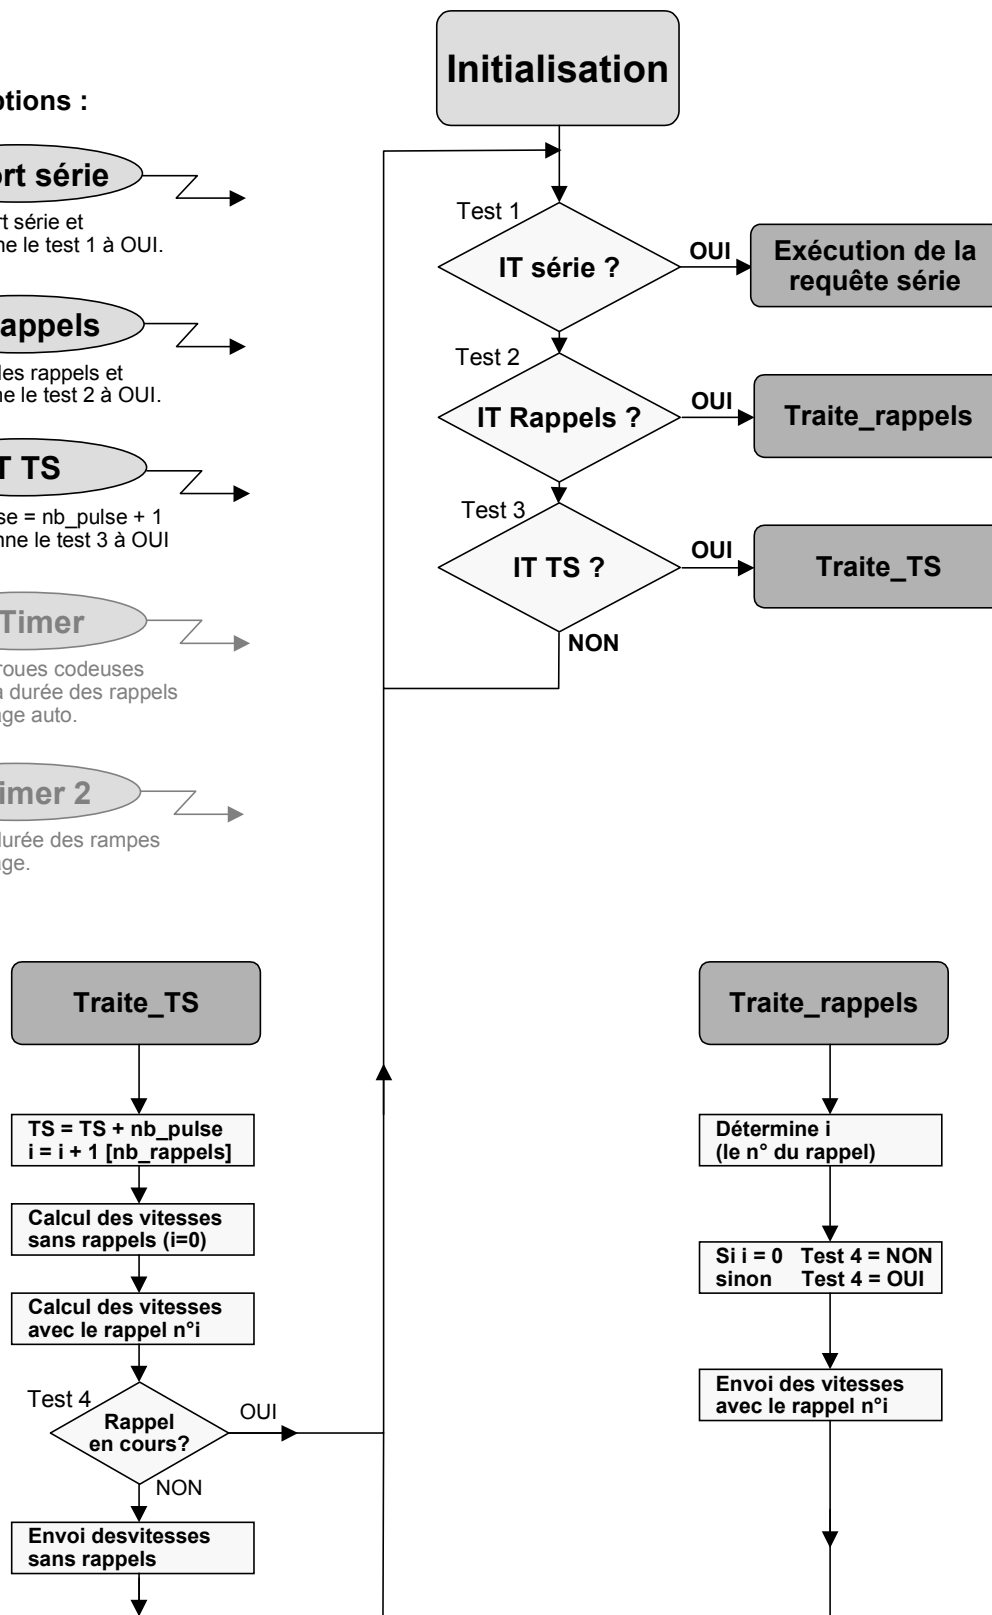 Initialisation
ptions :
rt série
rt série et
ne le test 1 à OUI.
appels
les rappels et
ne le test 2 à OUI.
T TS
se = nb_pulse + 1
nne le test 3 à OUI
Timer
roues codeuses
a durée des rappels
age auto.
imer 2
durée des rampes
age.
Test 1
IT série ?
OUI
Exécution de la
requête série
Test 2
IT Rappels ?
OUI
Traite_rappels
Test 3
IT TS ?
OUI
Traite_TS
NON
Traite_TS
TS = TS + nb_pulse
i = i + 1 [nb_rappels]
Calcul des vitesses
sans rappels (i=0)
Calcul des vitesses
avec le rappel n°i
Test 4
Rappel
en cours?
OUI
NON
Envoi desvitesses
sans rappels
Traite_rappels
Détermine i
(le n° du rappel)
Si i = 0 Test 4 = NON
sinon Test 4 = OUI
Envoi des vitesses
avec le rappel n°i